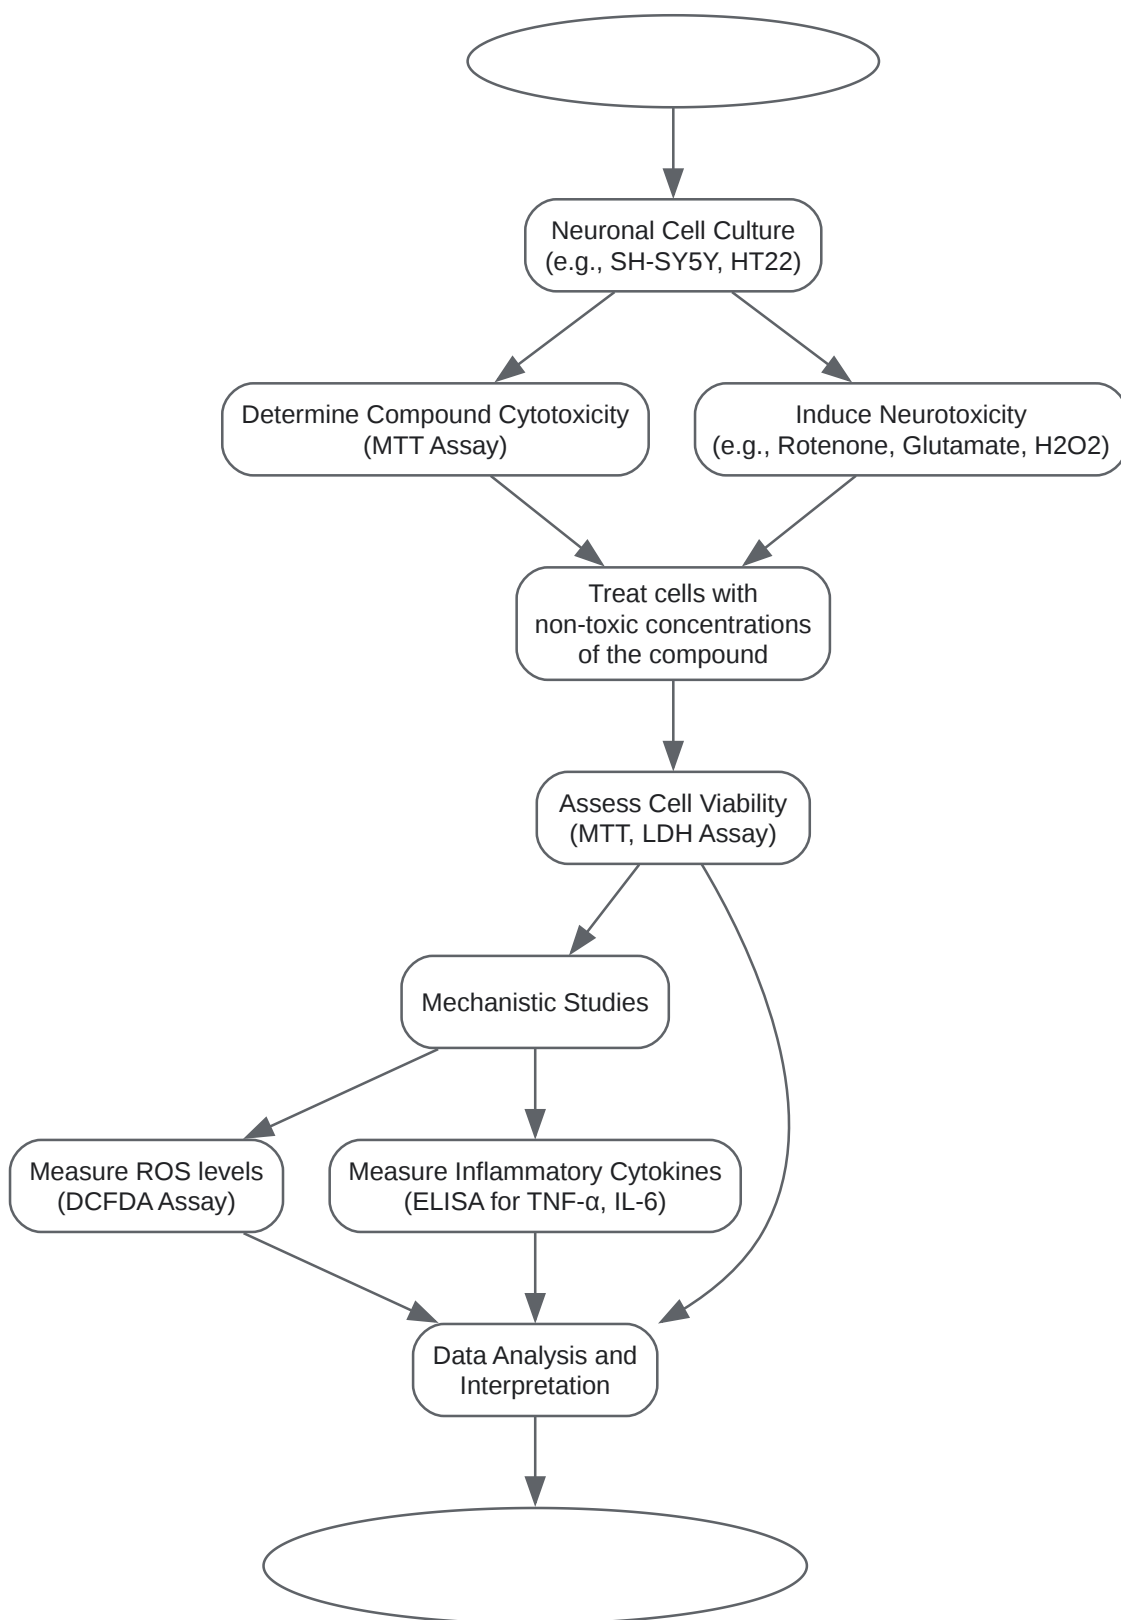 Neuronal Cell Culture
(e.g., SH-SY5Y, HT22)
Determine Compound Cytotoxicity
(MTT Assay)
Induce Neurotoxicity
(e.g., Rotenone, Glutamate, H2O2)
Treat cells with
non-toxic concentrations
of the compound
Assess Cell Viability
(MTT, LDH Assay)
Mechanistic Studies
Measure ROS levels
(DCFDA Assay)
Measure Inflammatory Cytokines
(ELISA for TNF-α, IL-6)
Data Analysis and
Interpretation